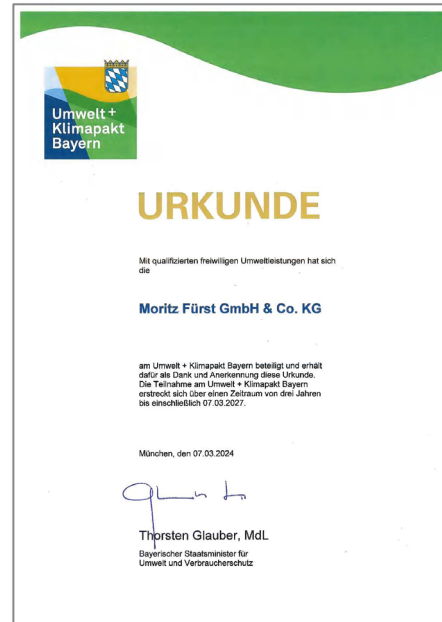 Umwelt +
Klimapakt
Bayern
URKUNDE
Mit qualifizierten freiwilligen Umweltleistungen hat sich
die
Moritz Fürst GmbH & Co. KG
am Umwelt + Klimapakt Bayern beteiligt und erhält
dafür als Dank und Anerkennung diese Urkunde.
Die Teilnahme am Umwelt + Klimapakt Bayern
erstreckt sich über einen Zeitraum von drei Jahren
bis einschließlich 07.03.2027.
München, den 07.03.2024
Thorsten Glauber, MdL
Bayerischer Staatsminister für
Umwelt und Verbraucherschutz